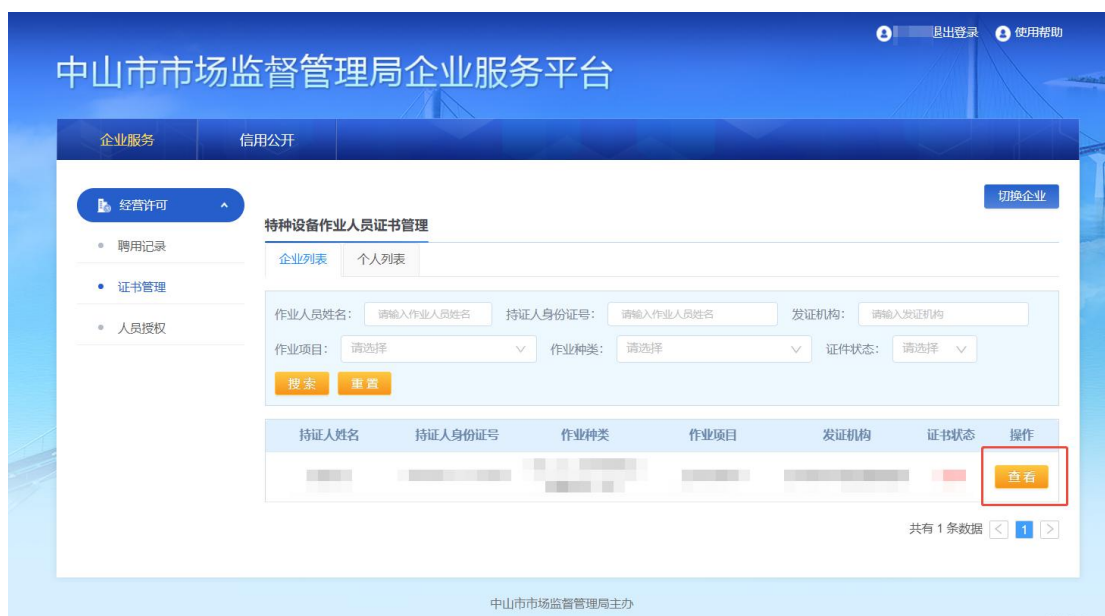 退出登录 使用帮助
中山市市场监督管理局企业服务平台
企业服务 信用公开
切换企业
经营许可
特种设备作业人员证书管理
聘用记录
企业列表 个人列表
证书管理
作业人员姓名： 请输入作业人员姓名 持证人身份证号： 请输入作业人员姓名 发证机构： 请输入发证机构
人员授权
作业项目： 请选择 作业种类： 请选择 证件状态： 请选择
搜索 重置
持证人姓名 持证人身份证号 作业种类 作业项目 发证机构 证书状态 操作
查看
共有 1 条数据 < 1 >
中山市市场监督管理局主办